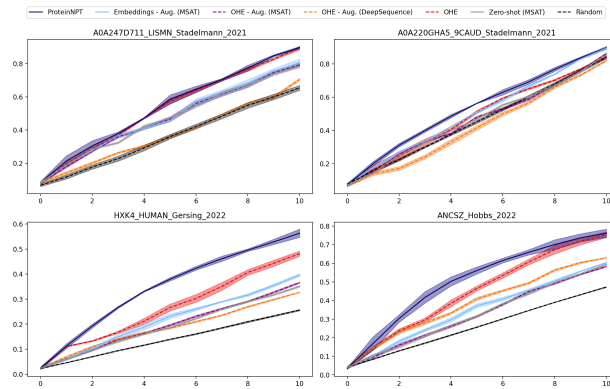 ProteinNPT Embeddings - Aug. (MSAT) OHE - Aug. (MSAT) OHE - Aug. (DeepSequence) OHE Zero-shot (MSAT) Random
A0A247D711_LISMN_Stadelmann_2021
A0A220GHA5_9CAUD_Stadelmann_2021
0.8
0.6
0.4
0.2
0 2 4 6 8 10
0.8
0.6
0.4
0.2
0 2 4 6 8 10
HXK4_HUMAN_Gersing_2022
ANCSZ_Hobbs_2022
0.6
0.5
0.4
0.3
0.2
0.1
0.0
0 2 4 6 8 10
0.8
0.7
0.6
0.5
0.4
0.3
0.2
0.1
0.0
0 2 4 6 8 10